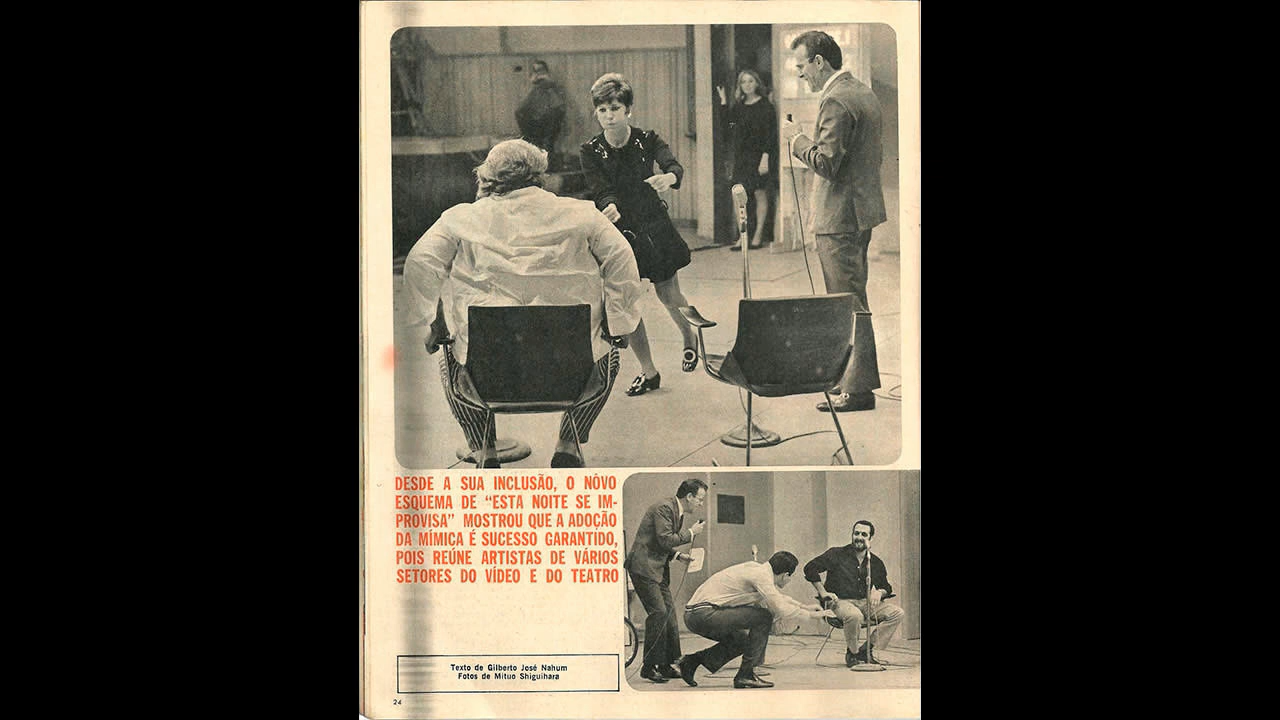 DESDE A SUA INCLUSÃO, O NÔVO
ESQUEMA DE “ESTA NOITE SE IM-
PROVISA” MOSTROU QUE A ADOÇÃO
DA MÍMICA É SUCESSO GARANTIDO,
POIS REÚNE ARTISTAS DE VÁRIOS
SETORES DO VÍDEO E DO TEATRO
Texto de Gilberto José Nahum
Fotos de Mituo Shiguihara
24